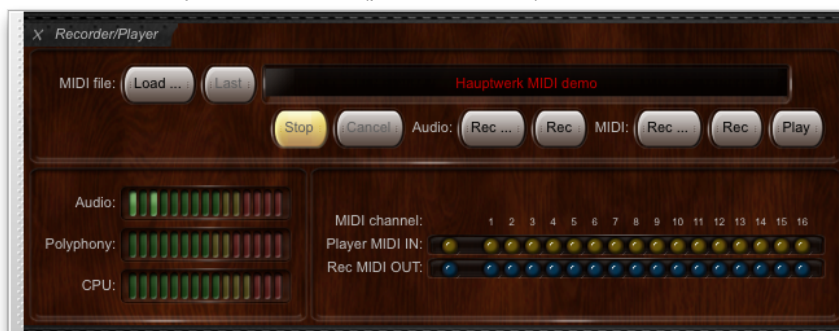 X Recorder/Player
MIDI file: Load ... Last Hauptwerk MIDI demo
Stop Cancel Audio: Rec ... Rec MIDI: Rec ... Rec Play
Audio:
Polyphony:
CPU:
MIDI channel: 1 2 3 4 5 6 7 8 9 10 11 12 13 14 15 16
Player MIDI IN:
Rec MIDI OUT: